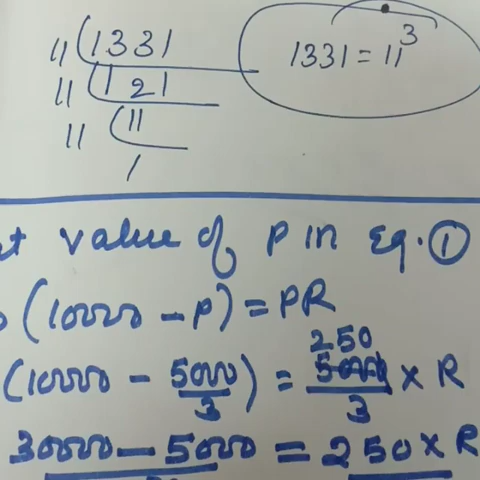 11 ( 1331
11 ( 121
11 ( 11
1
1331 = 11³
value of P in Eq. ①
(10000 - P) = PR
(10000 - 5000/3) = 250 5000/3 × R
30000 - 5000 = 250 × R